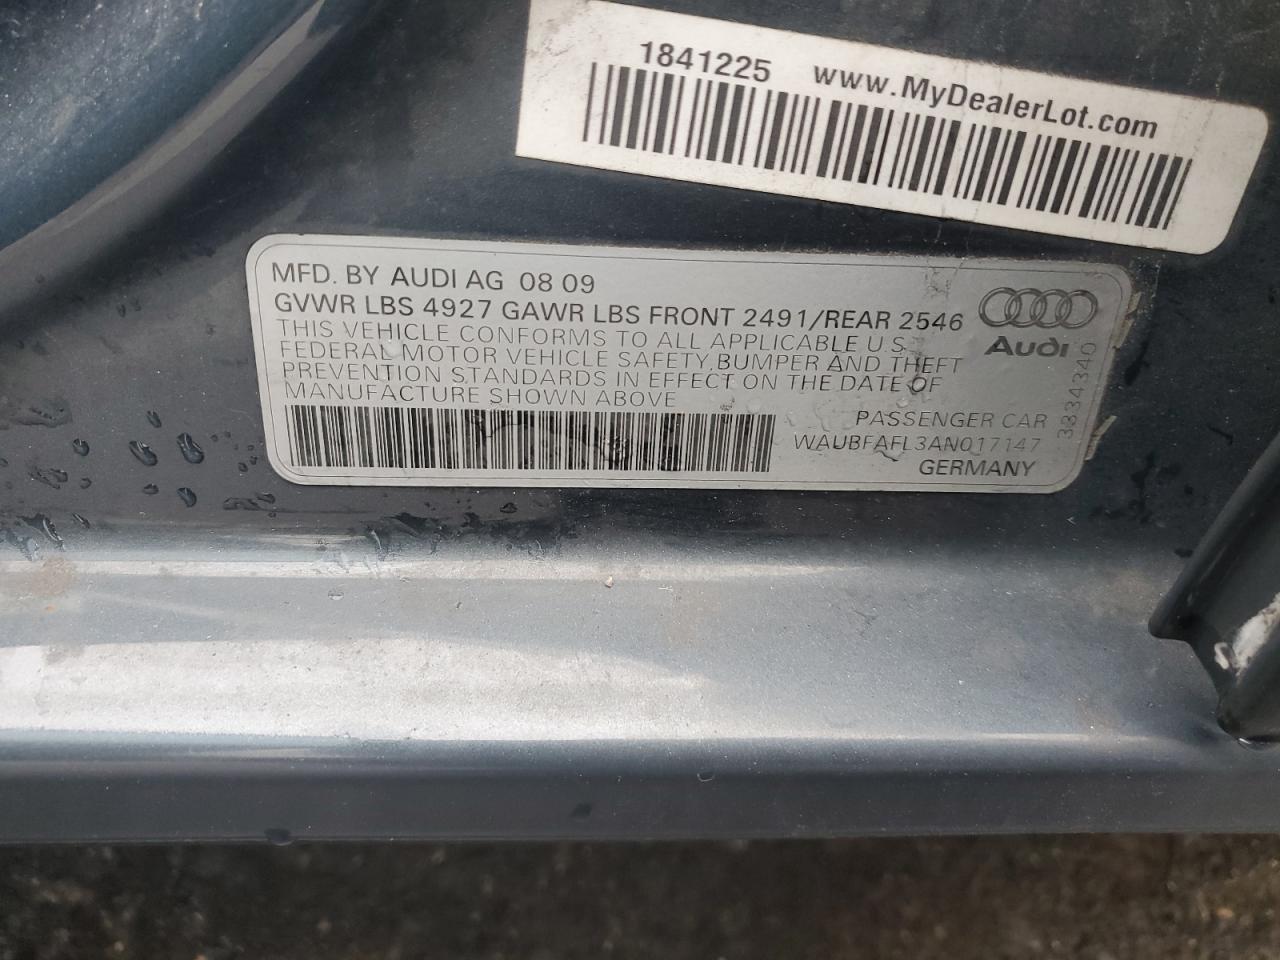 1841225 www.MyDealerLot.com
MFD. BY AUDI AG 08 09
GVWR LBS 4927 GAWR LBS FRONT 2491/REAR 2546
THIS VEHICLE CONFORMS TO ALL APPLICABLE U.S.
FEDERAL MOTOR VEHICLE SAFETY, BUMPER AND THEFT
PREVENTION STANDARDS IN EFFECT ON THE DATE OF
MANUFACTURE SHOWN ABOVE
PASSENGER CAR
WAUBFAFL3AN017147
GERMANY
Audi
3334340